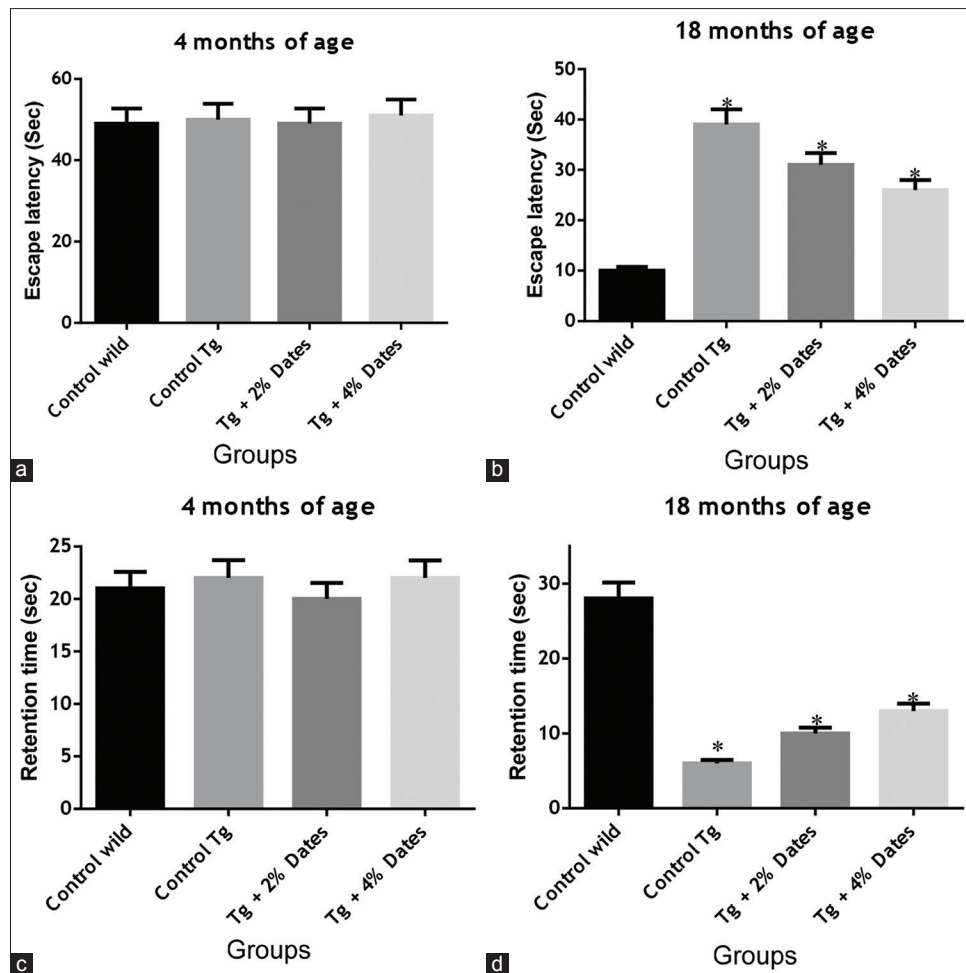 4 months of age
60
40
20
0
Escape latency (Sec)
Control wild
Control Tg
Tg + 2% Dates
Tg + 4% Dates
Groups
a
18 months of age
50
40
30
20
10
0
Escape latency (Sec)
*
*
*
Control wild
Control Tg
Tg + 2% Dates
Tg + 4% Dates
Groups
b
4 months of age
25
20
15
10
5
0
Retention time (sec)
Control wild
Control Tg
Tg + 2% Dates
Tg + 4% Dates
Groups
c
18 months of age
30
20
10
0
Retention time (sec)
*
*
*
Control wild
Control Tg
Tg + 2% Dates
Tg + 4% Dates
Groups
d